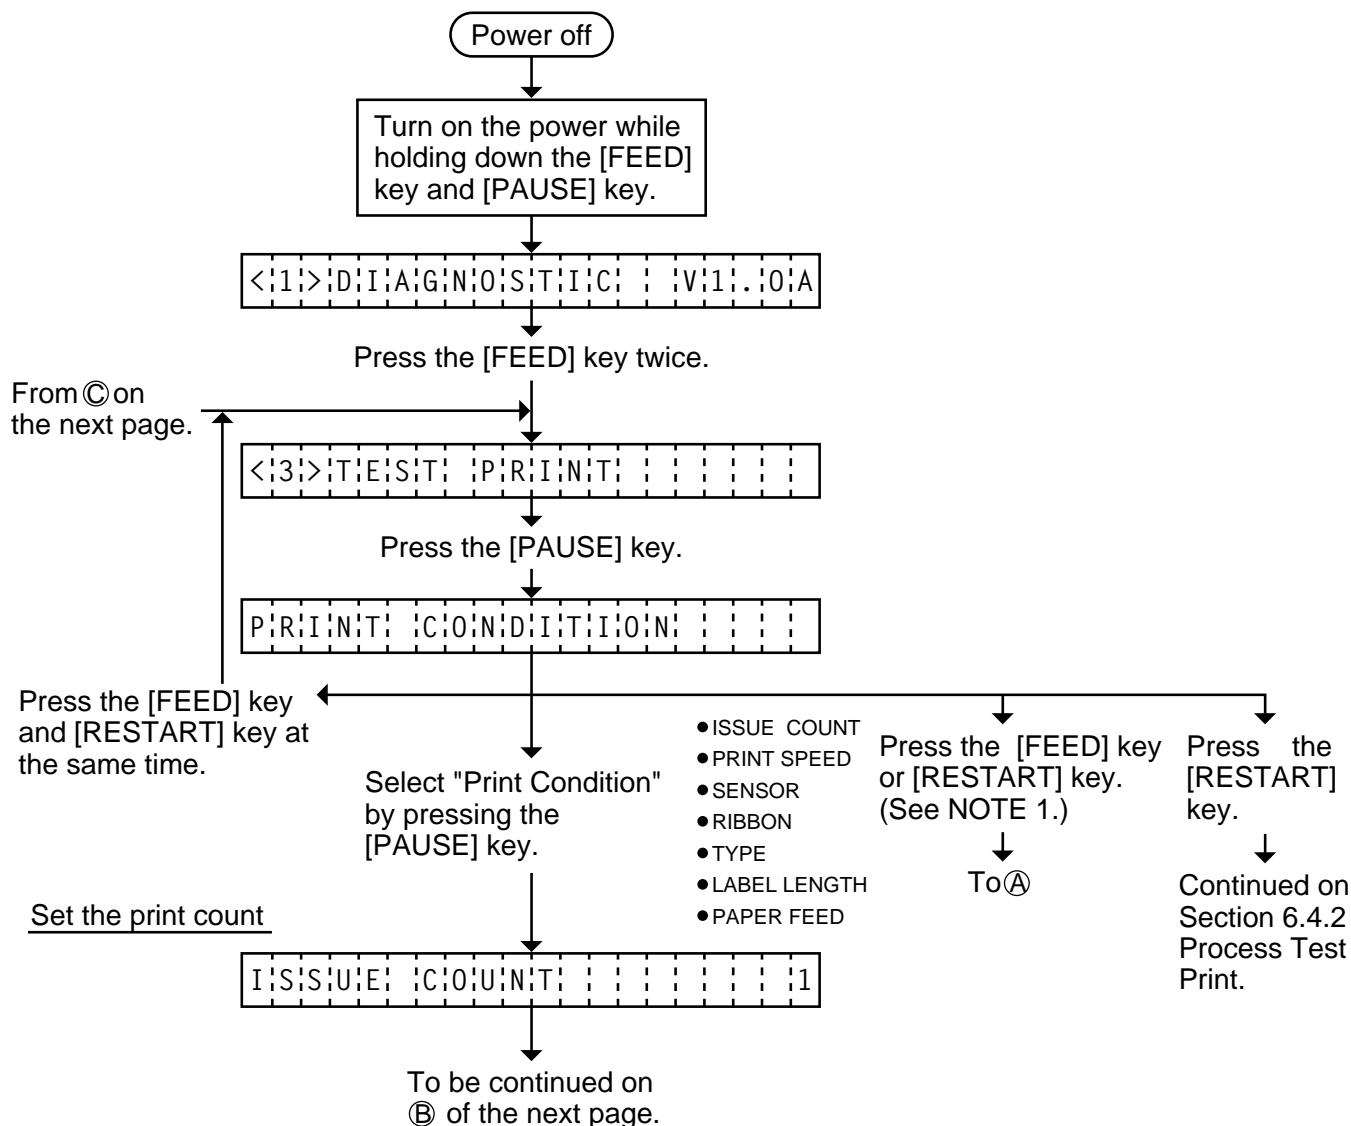 Power off
Turn on the power while
holding down the [FEED]
key and [PAUSE] key.
<1>DIAGNOSTIC  V1.0A
Press the [FEED] key twice.
From Ⓒ on
the next page.
<3>TEST PRINT
Press the [PAUSE] key.
PRINT CONDITION
Press the [FEED] key
and [RESTART] key at
the same time.
Select "Print Condition"
by pressing the
[PAUSE] key.
●ISSUE COUNT
●PRINT SPEED
●SENSOR
●RIBBON
●TYPE
●LABEL LENGTH
●PAPER FEED
Press the [FEED] key
or [RESTART] key.
(See NOTE 1.)
To Ⓐ
Press the
[RESTART]
key.
Continued on
Section 6.4.2
Process Test
Print.
Set the print count
ISSUE COUNT        1
To be continued on
Ⓑ of the next page.